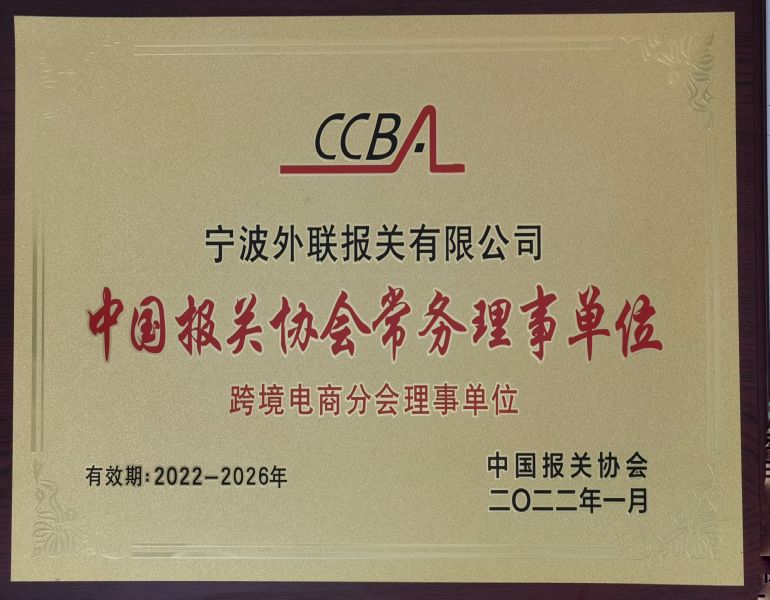 CCBA
宁波外联报关有限公司
中国报关协会常务理事单位
跨境电商分会理事单位
有效期:2022-2026年
中国报关协会
二〇二二年一月